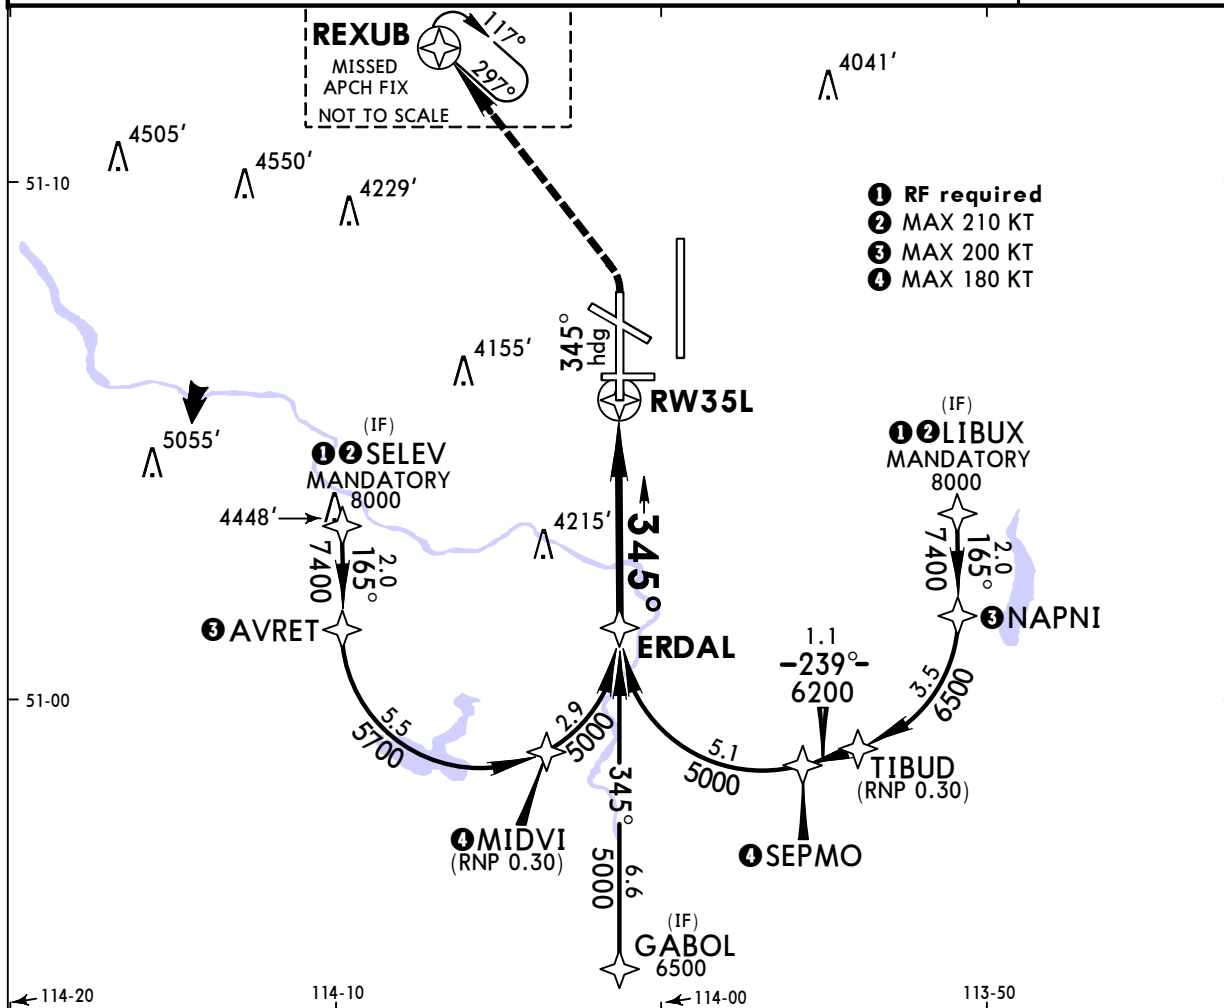 REXUB
MISSED
APCH FIX
NOT TO SCALE
117°
297°
4041'
4505'
4550'
4229'
51-10
❶ RF required
❷ MAX 210 KT
❸ MAX 200 KT
❹ MAX 180 KT
345°
hdg
4155'
RW35L
5055'
(IF)
❶❷SELEV
MANDATORY
8000
4448'
2.0
165°
7400
4215'
345°
(IF)
❶❷LIBUX
MANDATORY
8000
2.0
165°
7400
❸AVRET
❸NAPNI
ERDAL
1.1
239°
6200
3.5
6500
51-00
5.5
5700
2.9
5000
5.1
5000
TIBUD
(RNP 0.30)
345°
❹MIDVI
(RNP 0.30)
❹SEPMO
6.6
5000
(IF)
GABOL
6500
114-20
114-10
114-00
113-50